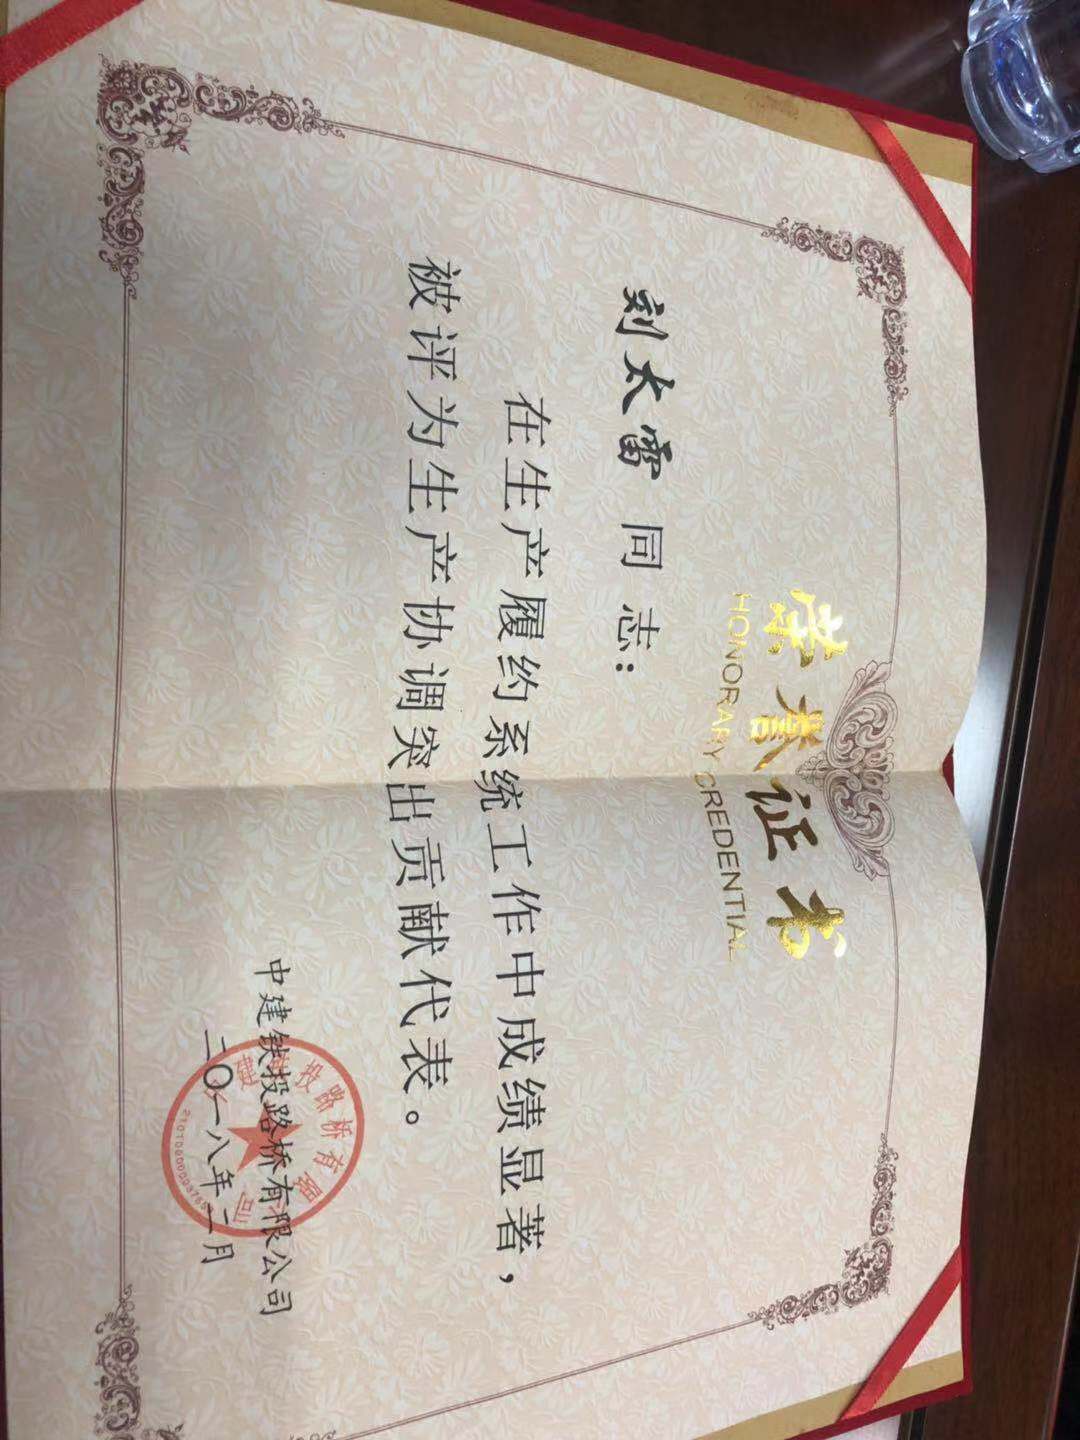 荣誉证书
HONORARY CREDENTIAL
刘太雷同志：
在生产履约系统工作中成绩显著，
被评为生产协调突出贡献代表。
中建铁投路桥有限公司
二〇一八年二月